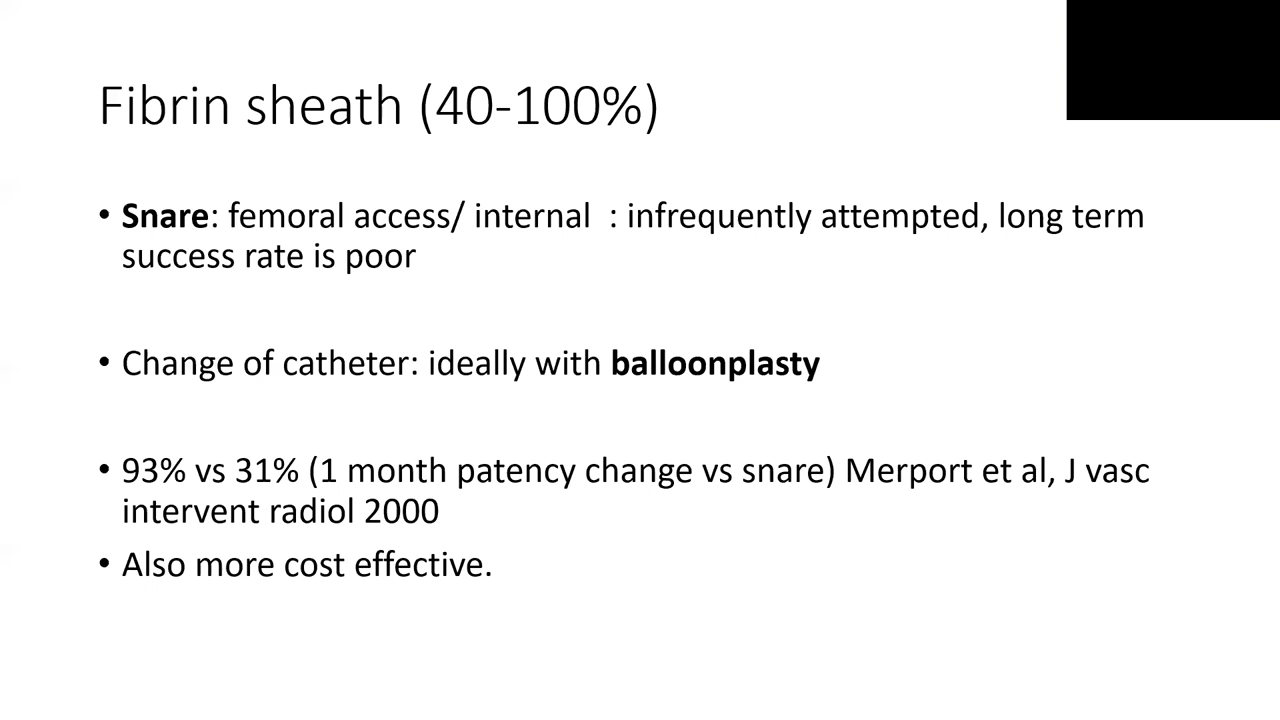 Fibrin sheath (40-100%)
• Snare: femoral access/ internal  : infrequently attempted, long term
success rate is poor
• Change of catheter: ideally with balloonplasty
• 93% vs 31% (1 month patency change vs snare) Merport et al, J vasc
intervent radiol 2000
• Also more cost effective.